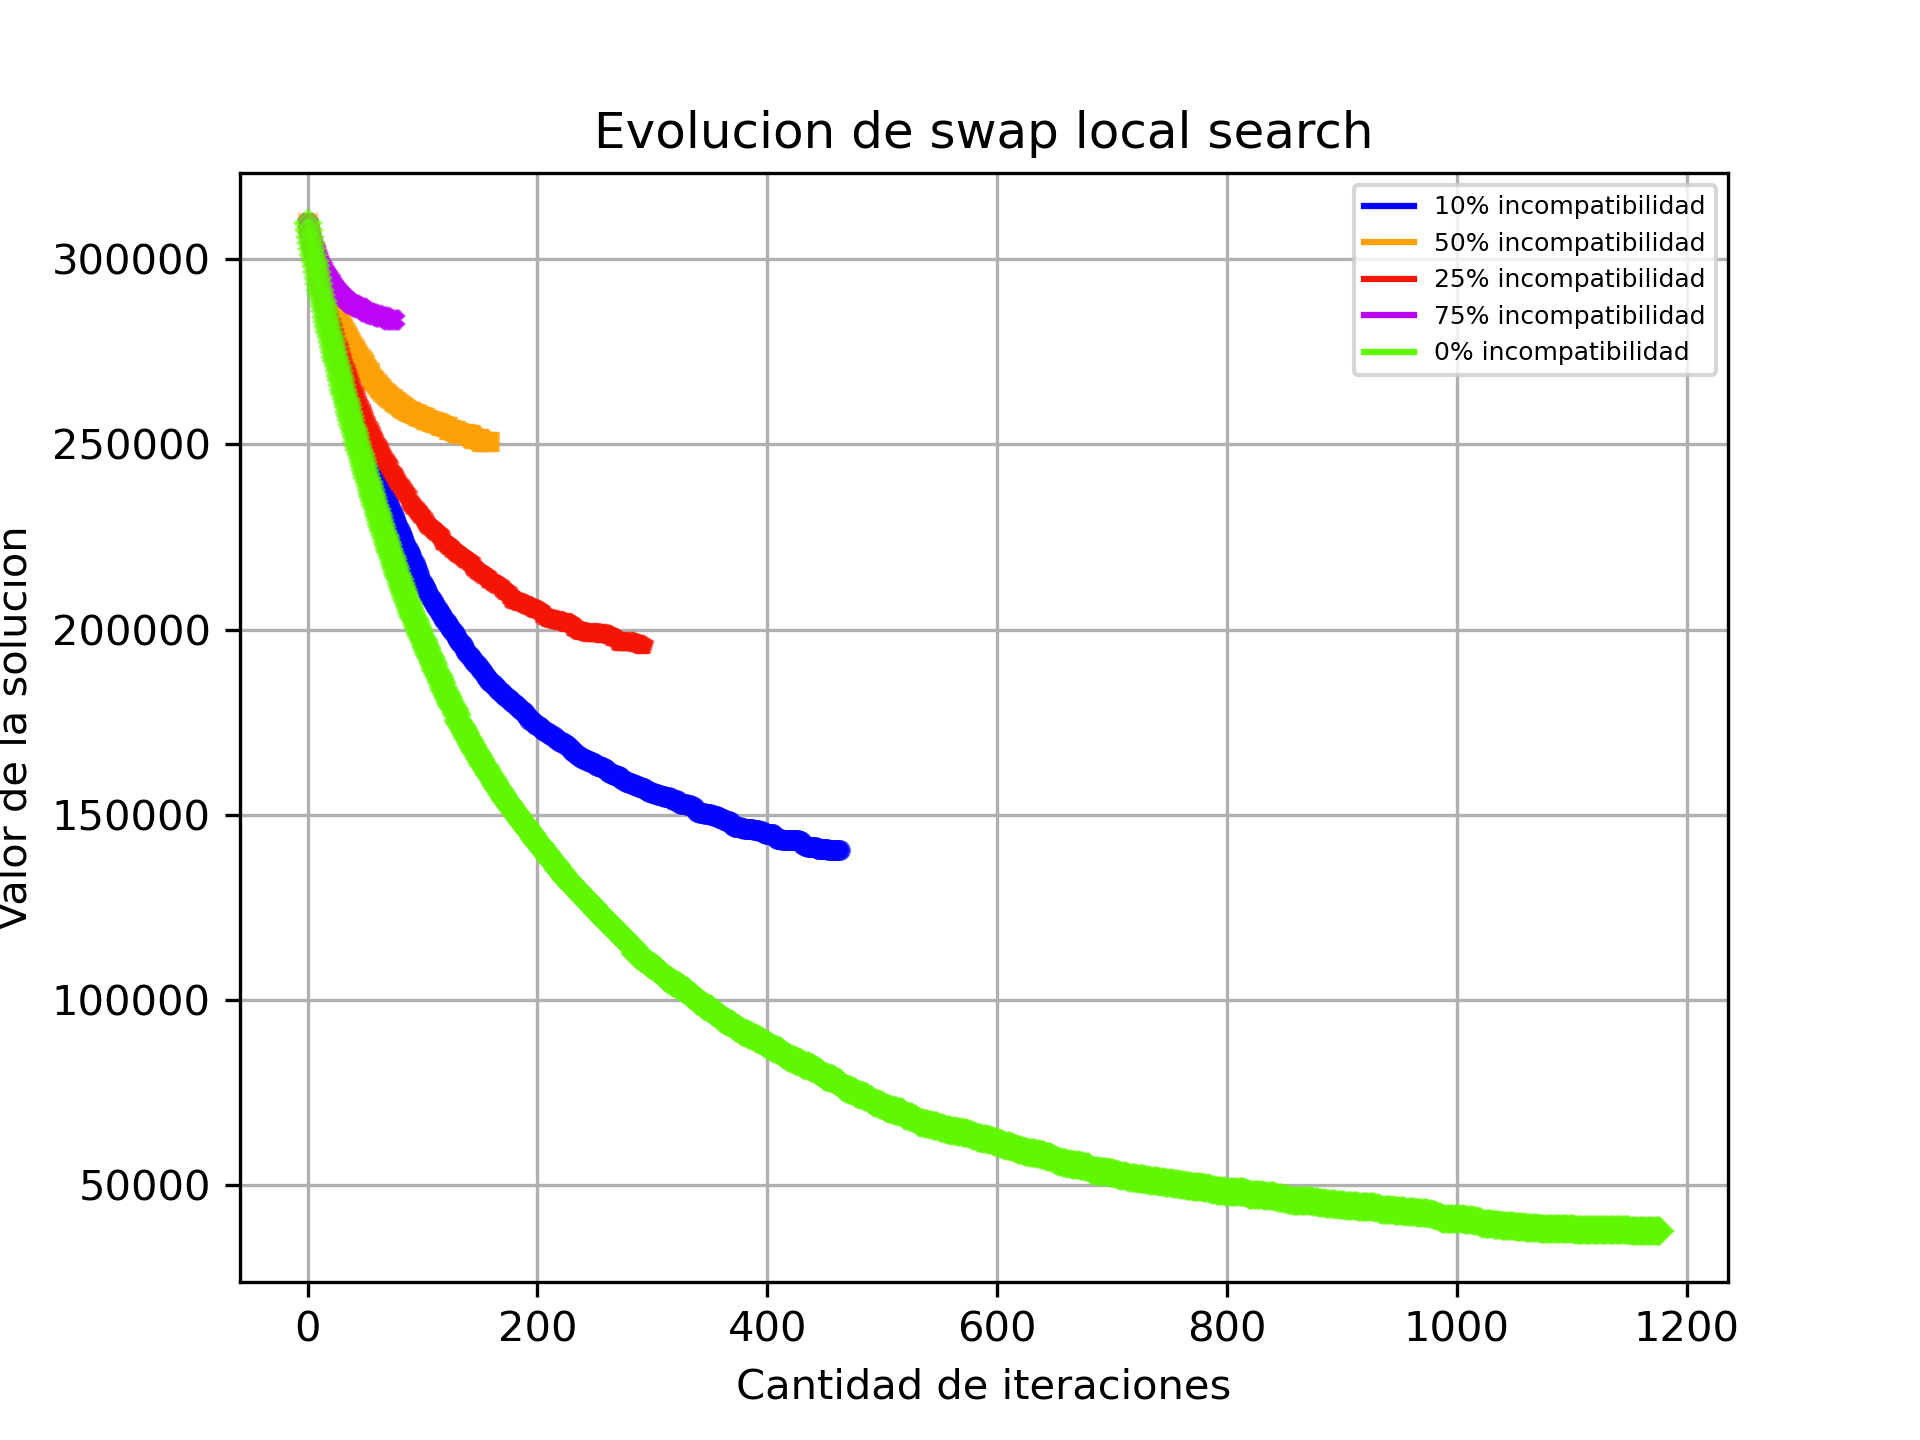 Evolucion de swap local search
10% incompatibilidad
50% incompatibilidad
25% incompatibilidad
75% incompatibilidad
0% incompatibilidad
Valor de la solucion
300000
250000
200000
150000
100000
50000
0 200 400 600 800 1000 1200
Cantidad de iteraciones